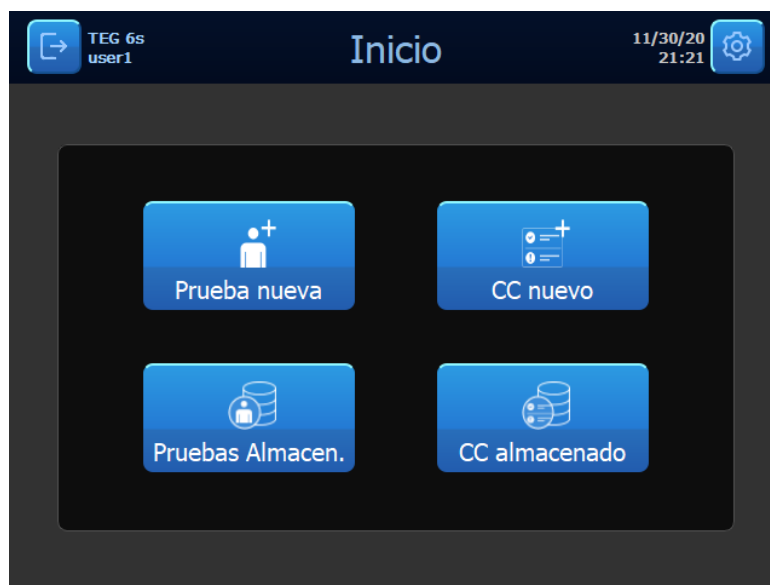 TEG 6s
user1
Inicio
11/30/20
21:21
Prueba nueva
CC nuevo
Pruebas Almacen.
CC almacenado